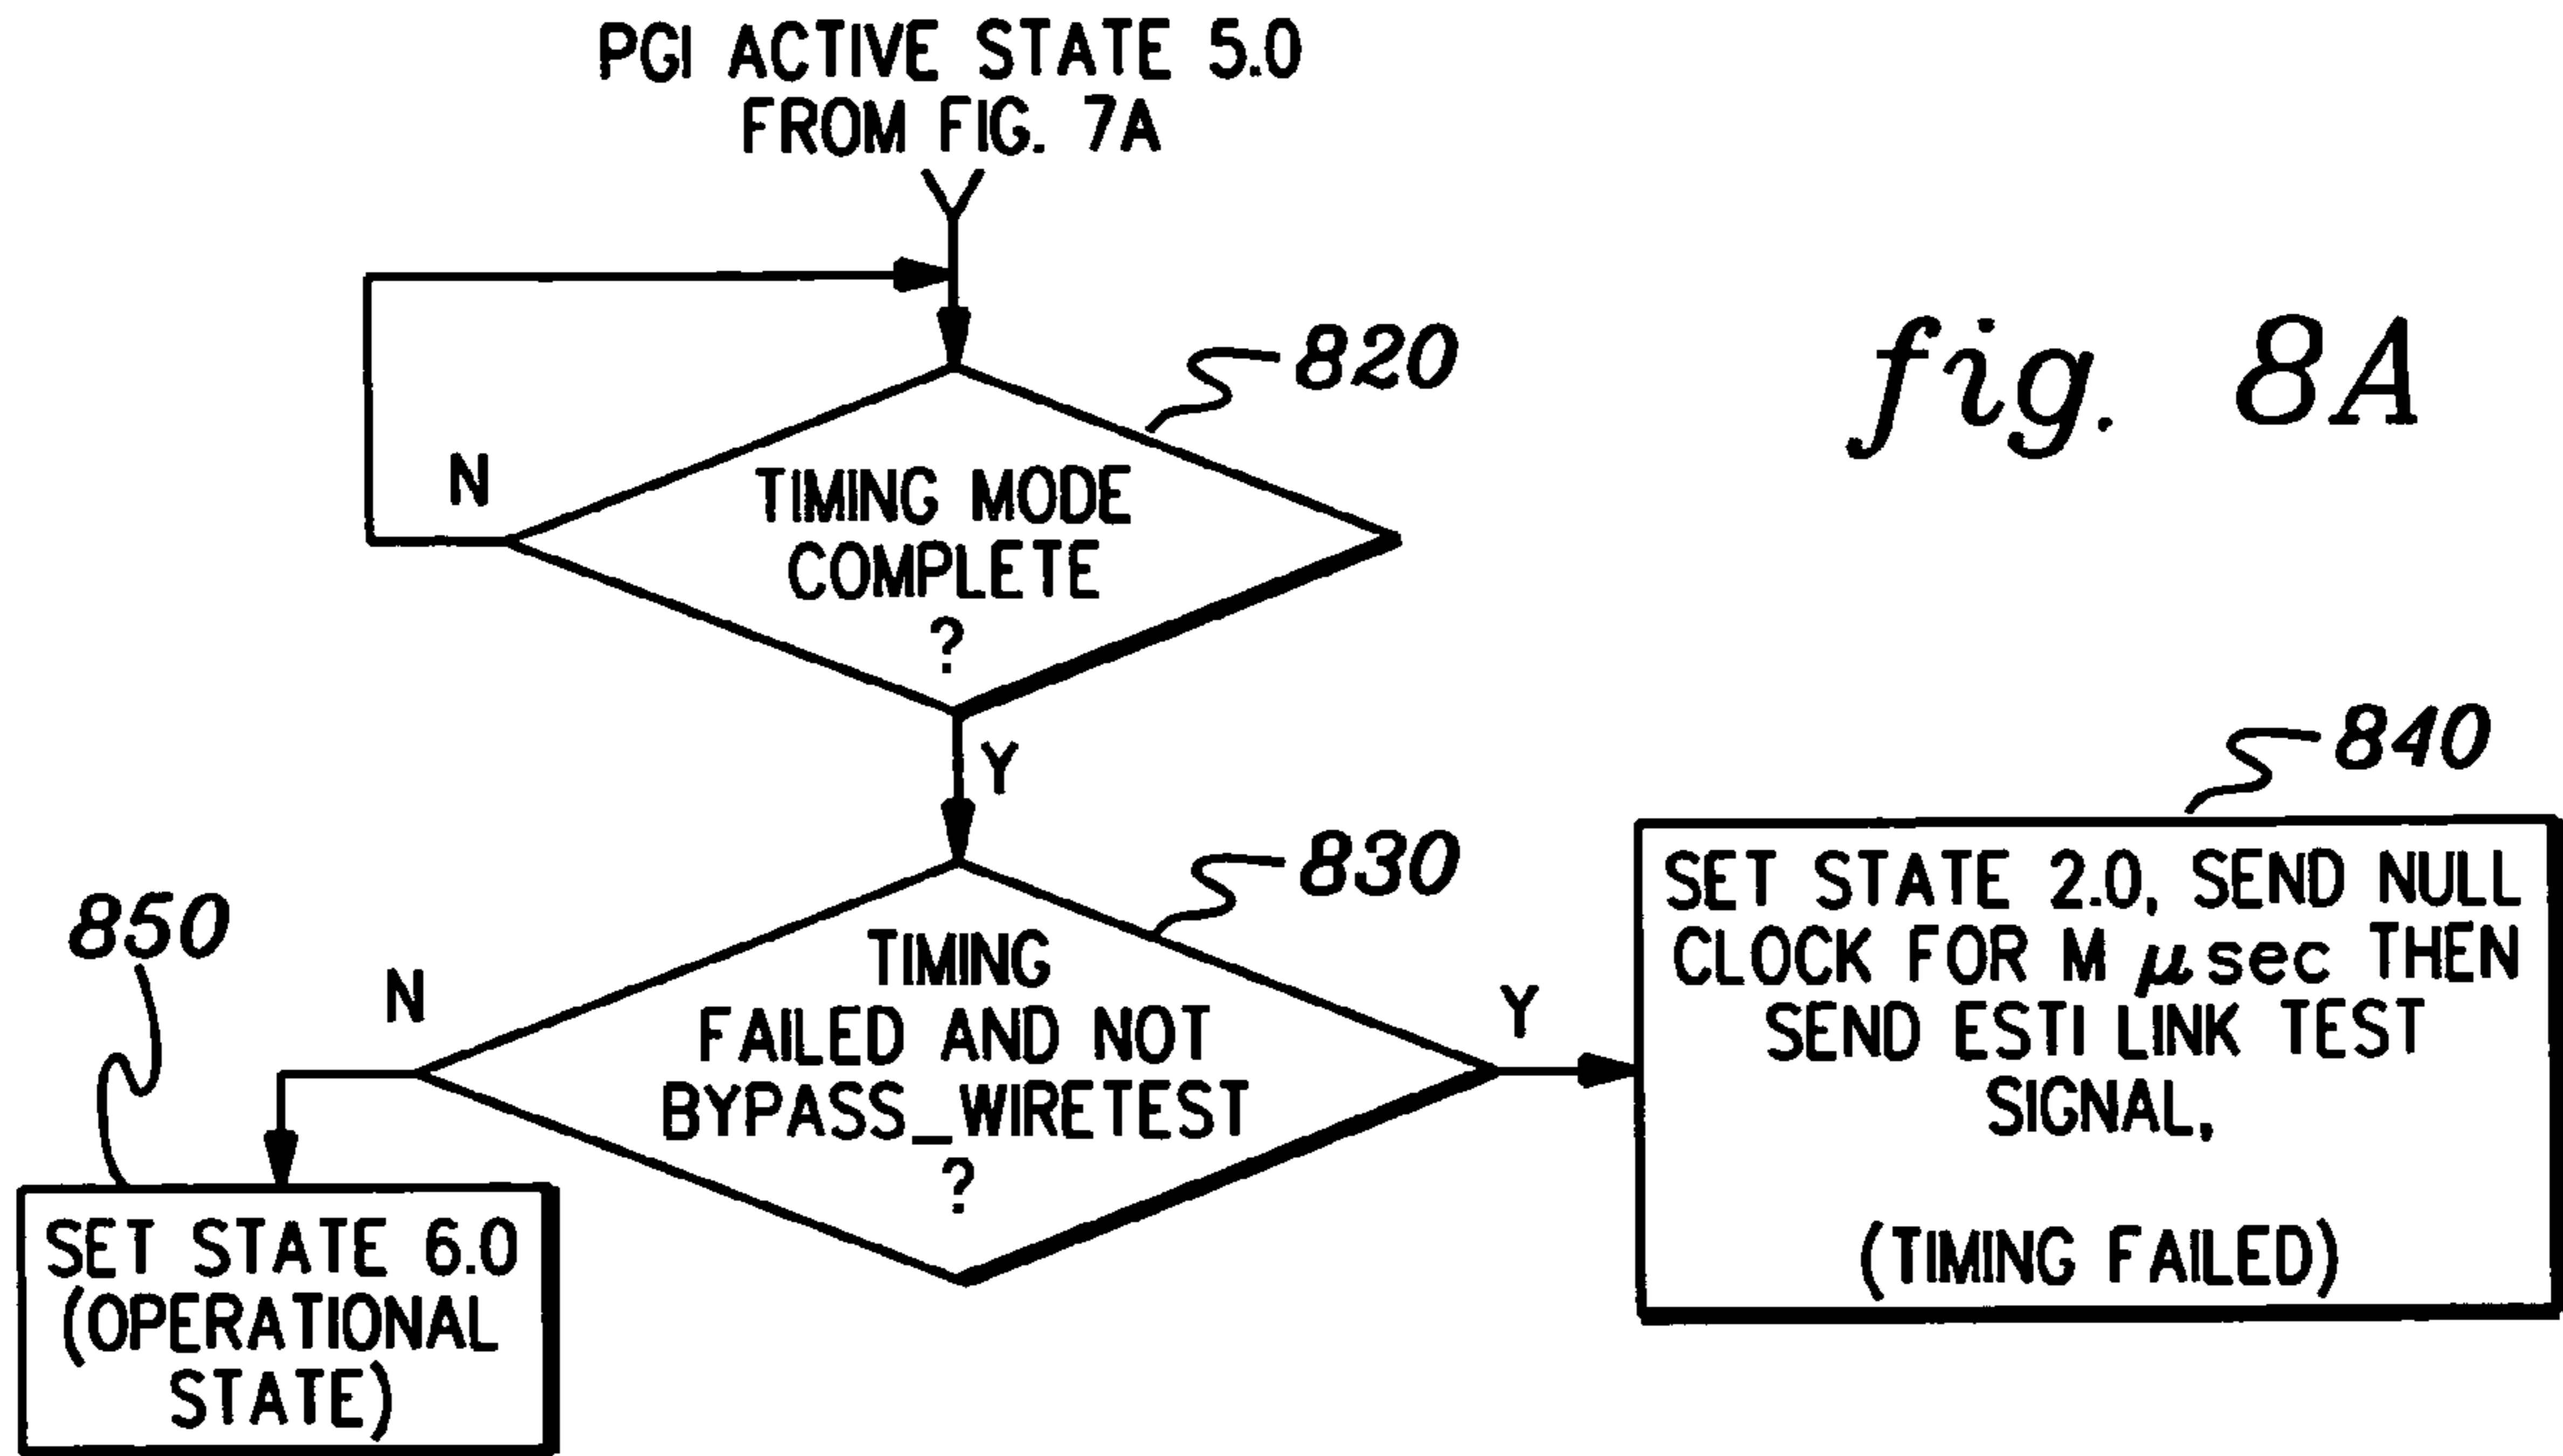 PGI ACTIVE STATE 5.0
FROM FIG. 7A
820
fig. 8A
N
TIMING MODE
COMPLETE
?
Y
840
830
850
N
TIMING
FAILED AND NOT
BYPASS_WIRETEST
?
Y
SET STATE 2.0, SEND NULL
CLOCK FOR M μsec THEN
SEND ESTI LINK TEST
SIGNAL,
(TIMING FAILED)
SET STATE 6.0
(OPERATIONAL
STATE)